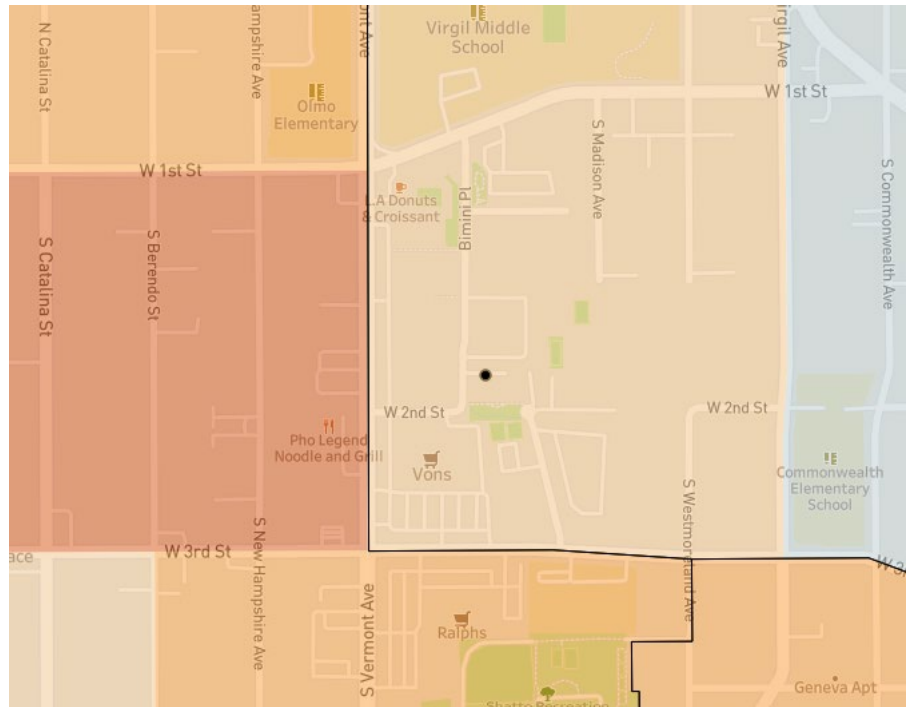 N Catalina St
Virgil Middle
School
Virgil Ave
Olmo
Elementary
W 1st St
W 1st St
S Madison Ave
S Commonwealth Ave
L.A Donuts
& Croissant
Bimini Pl
S Catalina St
S Berendo St
W 2nd St
W 2nd St
Pho Legend
Noodle and Grill
Vons
Commonwealth
Elementary
School
S Westmoreland Ave
W 3rd St
S New Hampshire Ave
S Vermont Ave
Ralphs
Geneva Apt